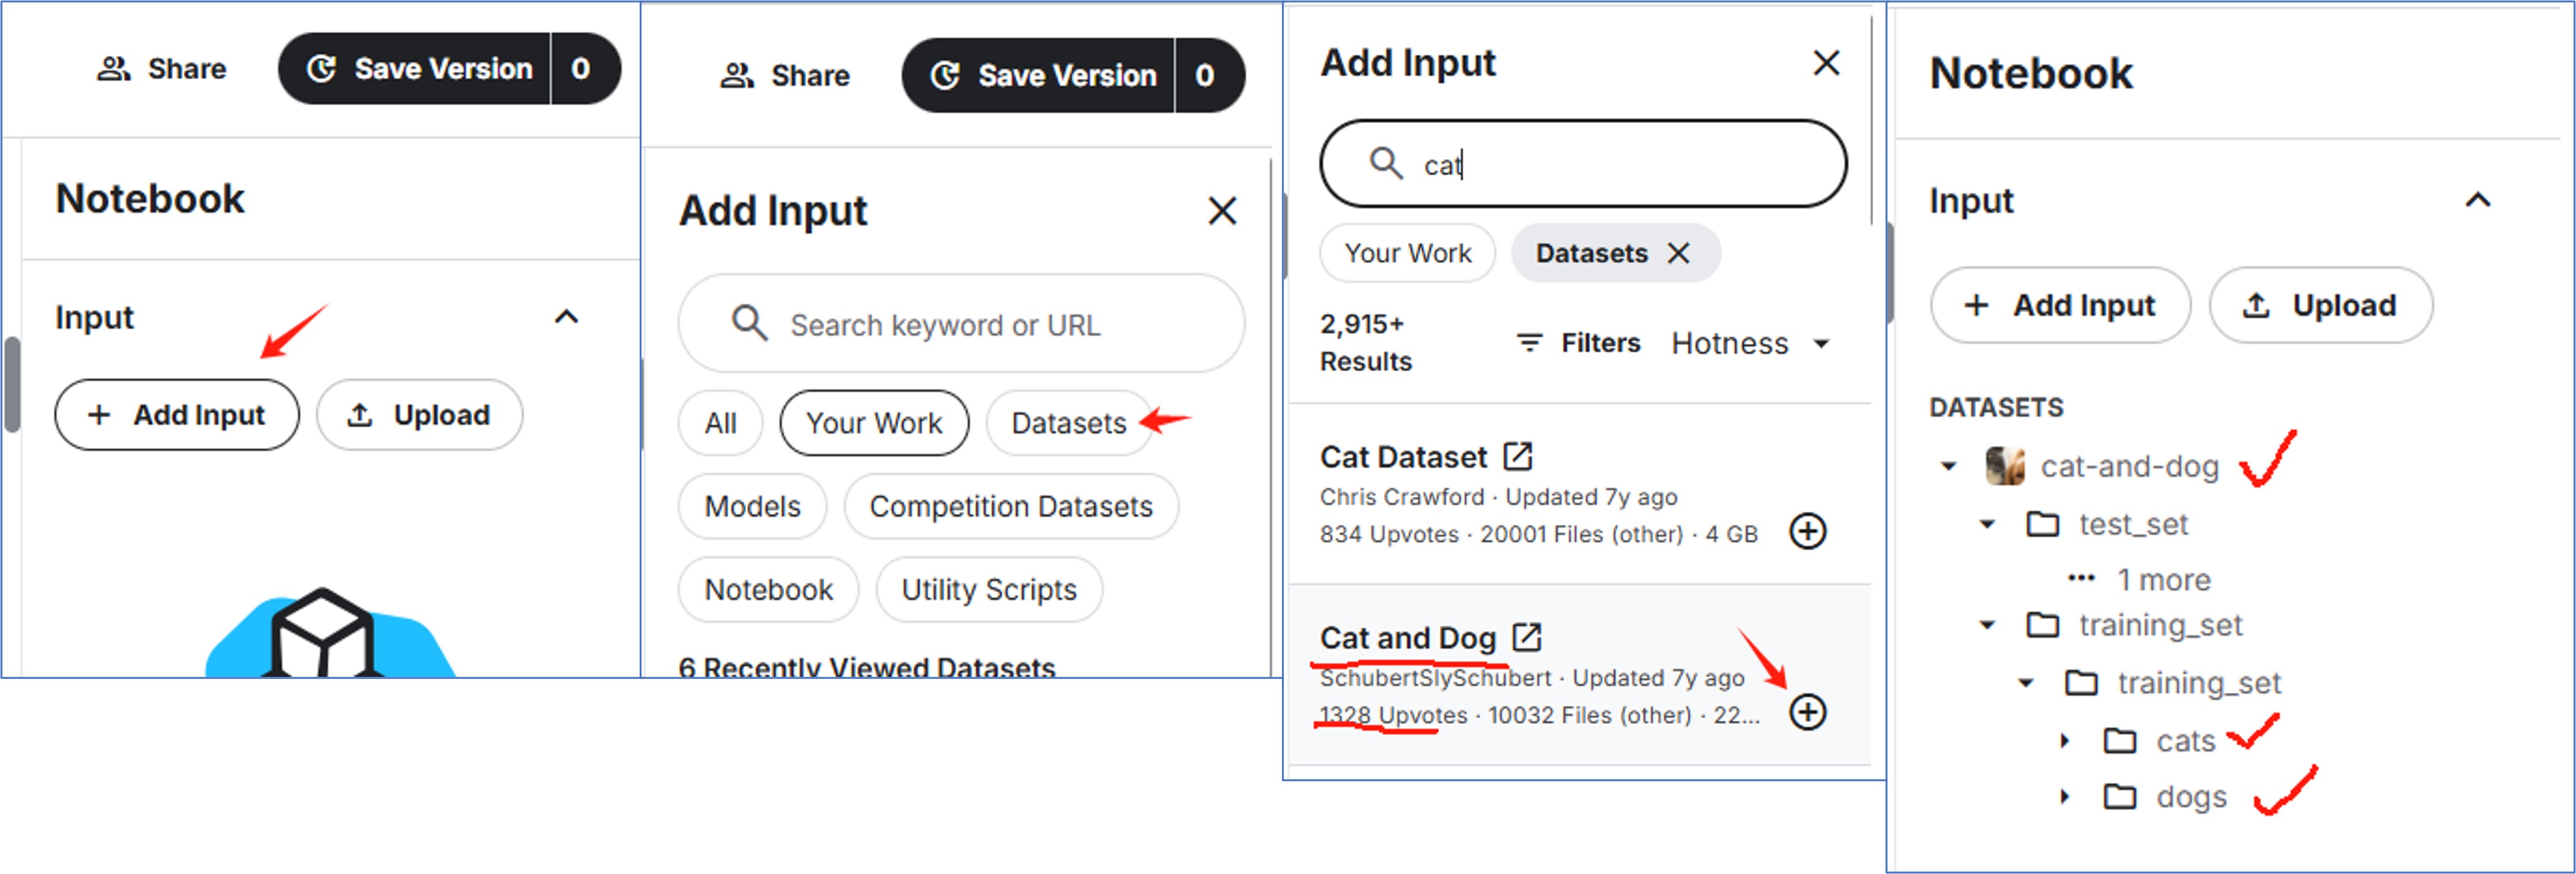 Share
Save Version 0
Notebook
Input
+ Add Input
Upload
Share
Save Version 0
Add Input
Search keyword or URL
All
Your Work
Datasets
Models
Competition Datasets
Notebook
Utility Scripts
6 Recently Viewed Datasets
Add Input
cat
Your Work
Datasets
2,915+
Results
Filters
Hotness
Cat Dataset
Chris Crawford · Updated 7y ago
834 Upvotes · 20001 Files (other) · 4 GB
Cat and Dog
SchubertSlySchubert · Updated 7y ago
1328 Upvotes · 10032 Files (other) · 22...
Notebook
Input
+ Add Input
Upload
DATASETS
cat-and-dog
test_set
1 more
training_set
training_set
cats
dogs